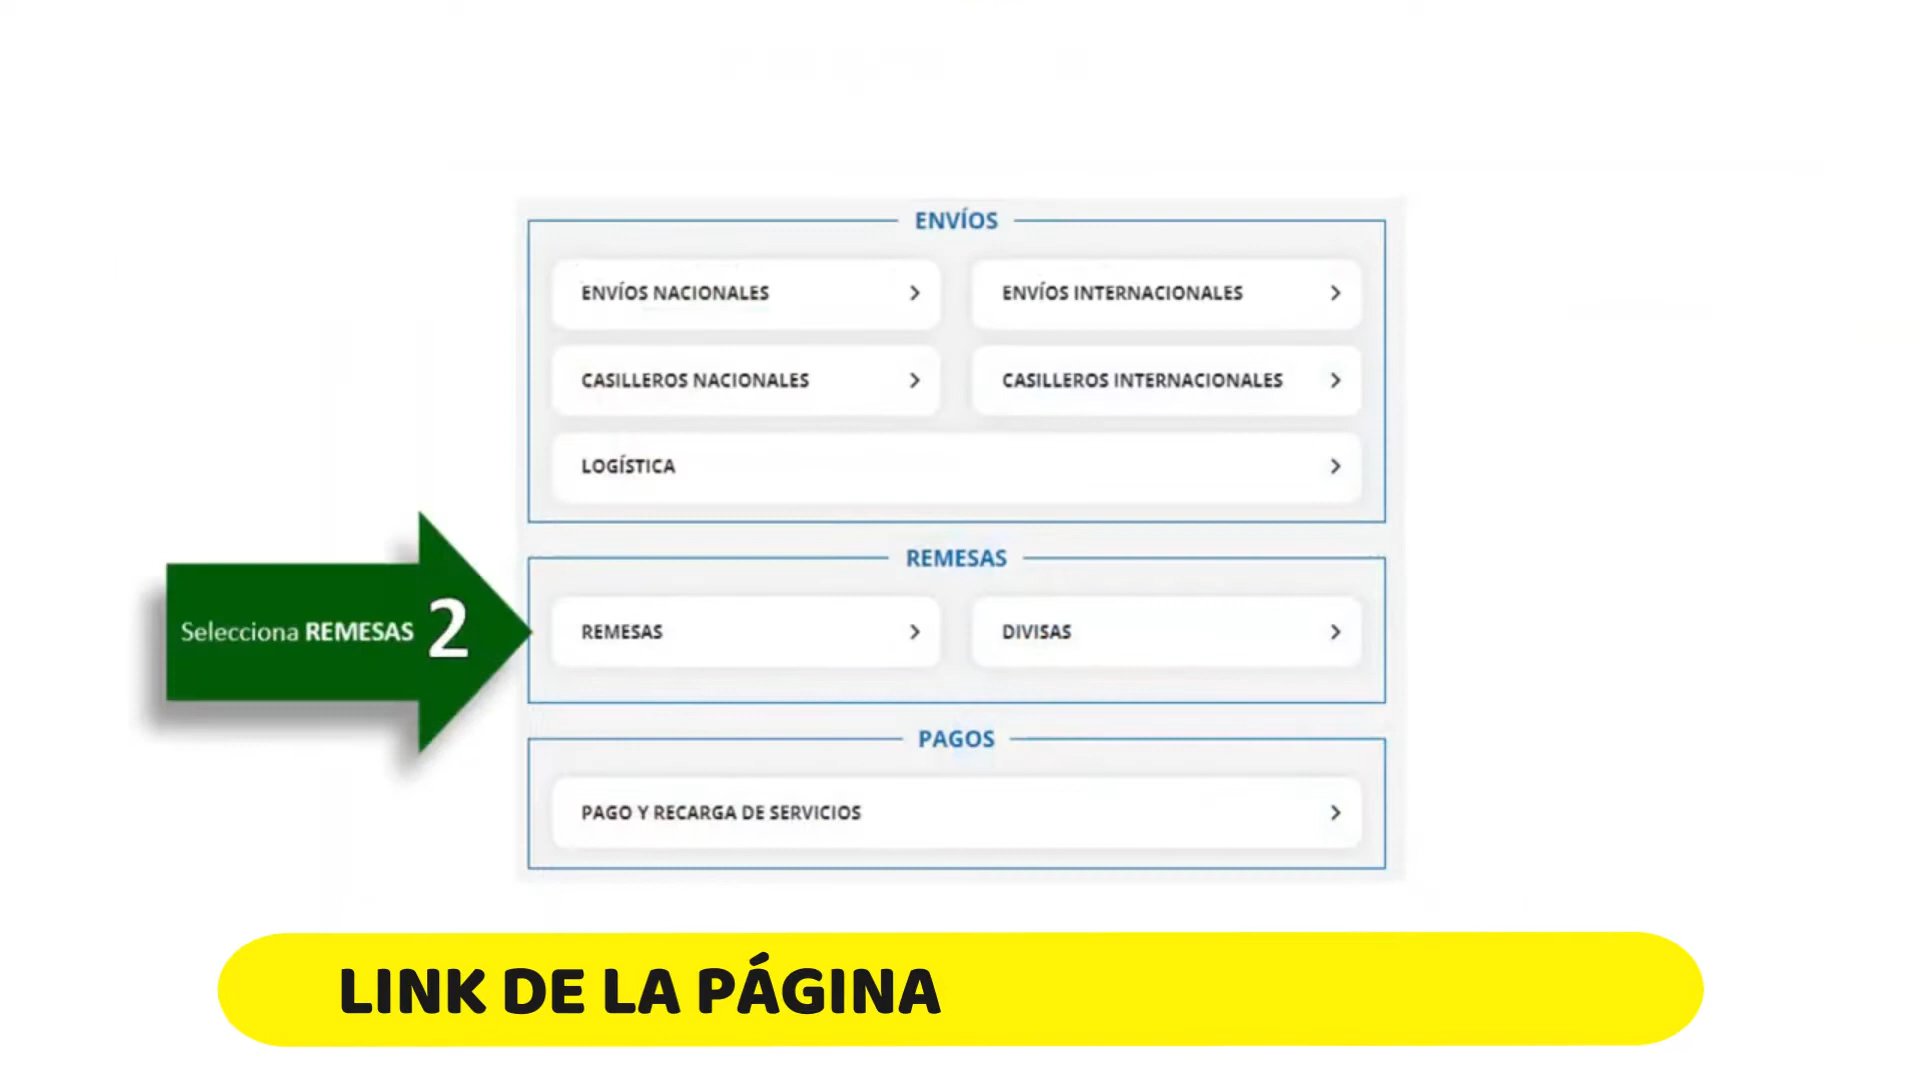 ENVÍOS
ENVÍOS NACIONALES
ENVÍOS INTERNACIONALES
CASILLEROS NACIONALES
CASILLEROS INTERNACIONALES
LOGÍSTICA
REMESAS
Selecciona REMESAS 2
REMESAS
DIVISAS
PAGOS
PAGO Y RECARGA DE SERVICIOS
LINK DE LA PÁGINA